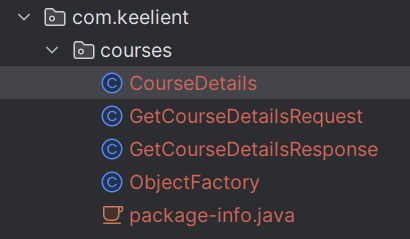 com.keelient
courses
CourseDetails
GetCourseDetailsRequest
GetCourseDetailsResponse
ObjectFactory
package-info.java